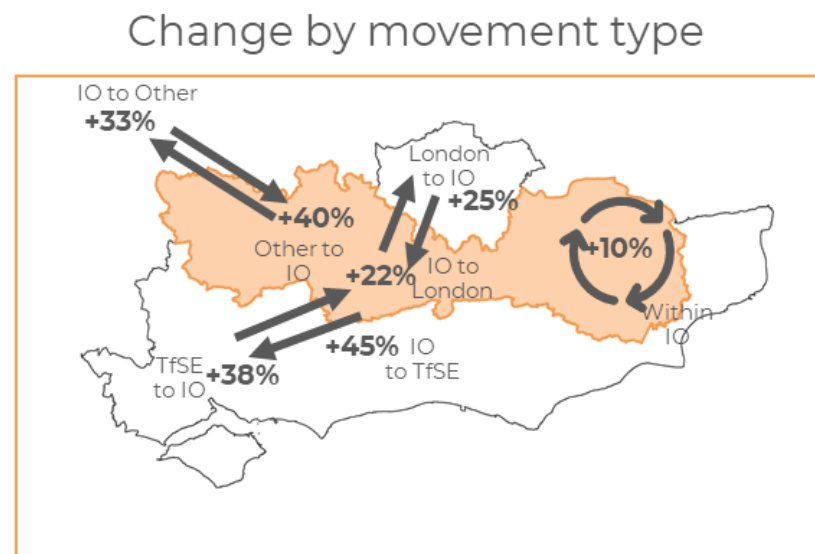 Change by movement type
IO to Other
+33%
London
to IO
+25%
+40%
Other to
IO
+22%
IO to
London
+10%
Within
IO
+45% IO
to TfSE
TfSE
to IO
+38%